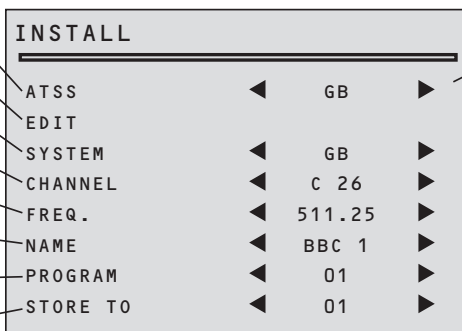 INSTALL
ATSS ◀ GB ▶
EDIT
SYSTEM ◀ GB ▶
CHANNEL ◀ C 26 ▶
FREQ. ◀ 511.25 ▶
NAME ◀ BBC 1 ▶
PROGRAM ◀ 01 ▶
STORE TO ◀ 01 ▶